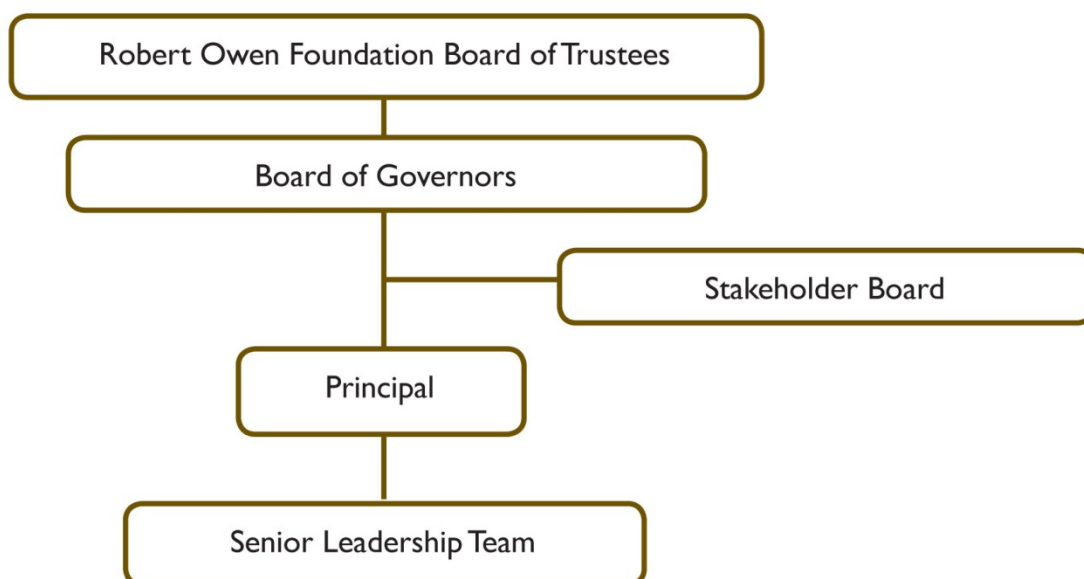 Robert Owen Foundation Board of Trustees
Board of Governors
Stakeholder Board
Principal
Senior Leadership Team